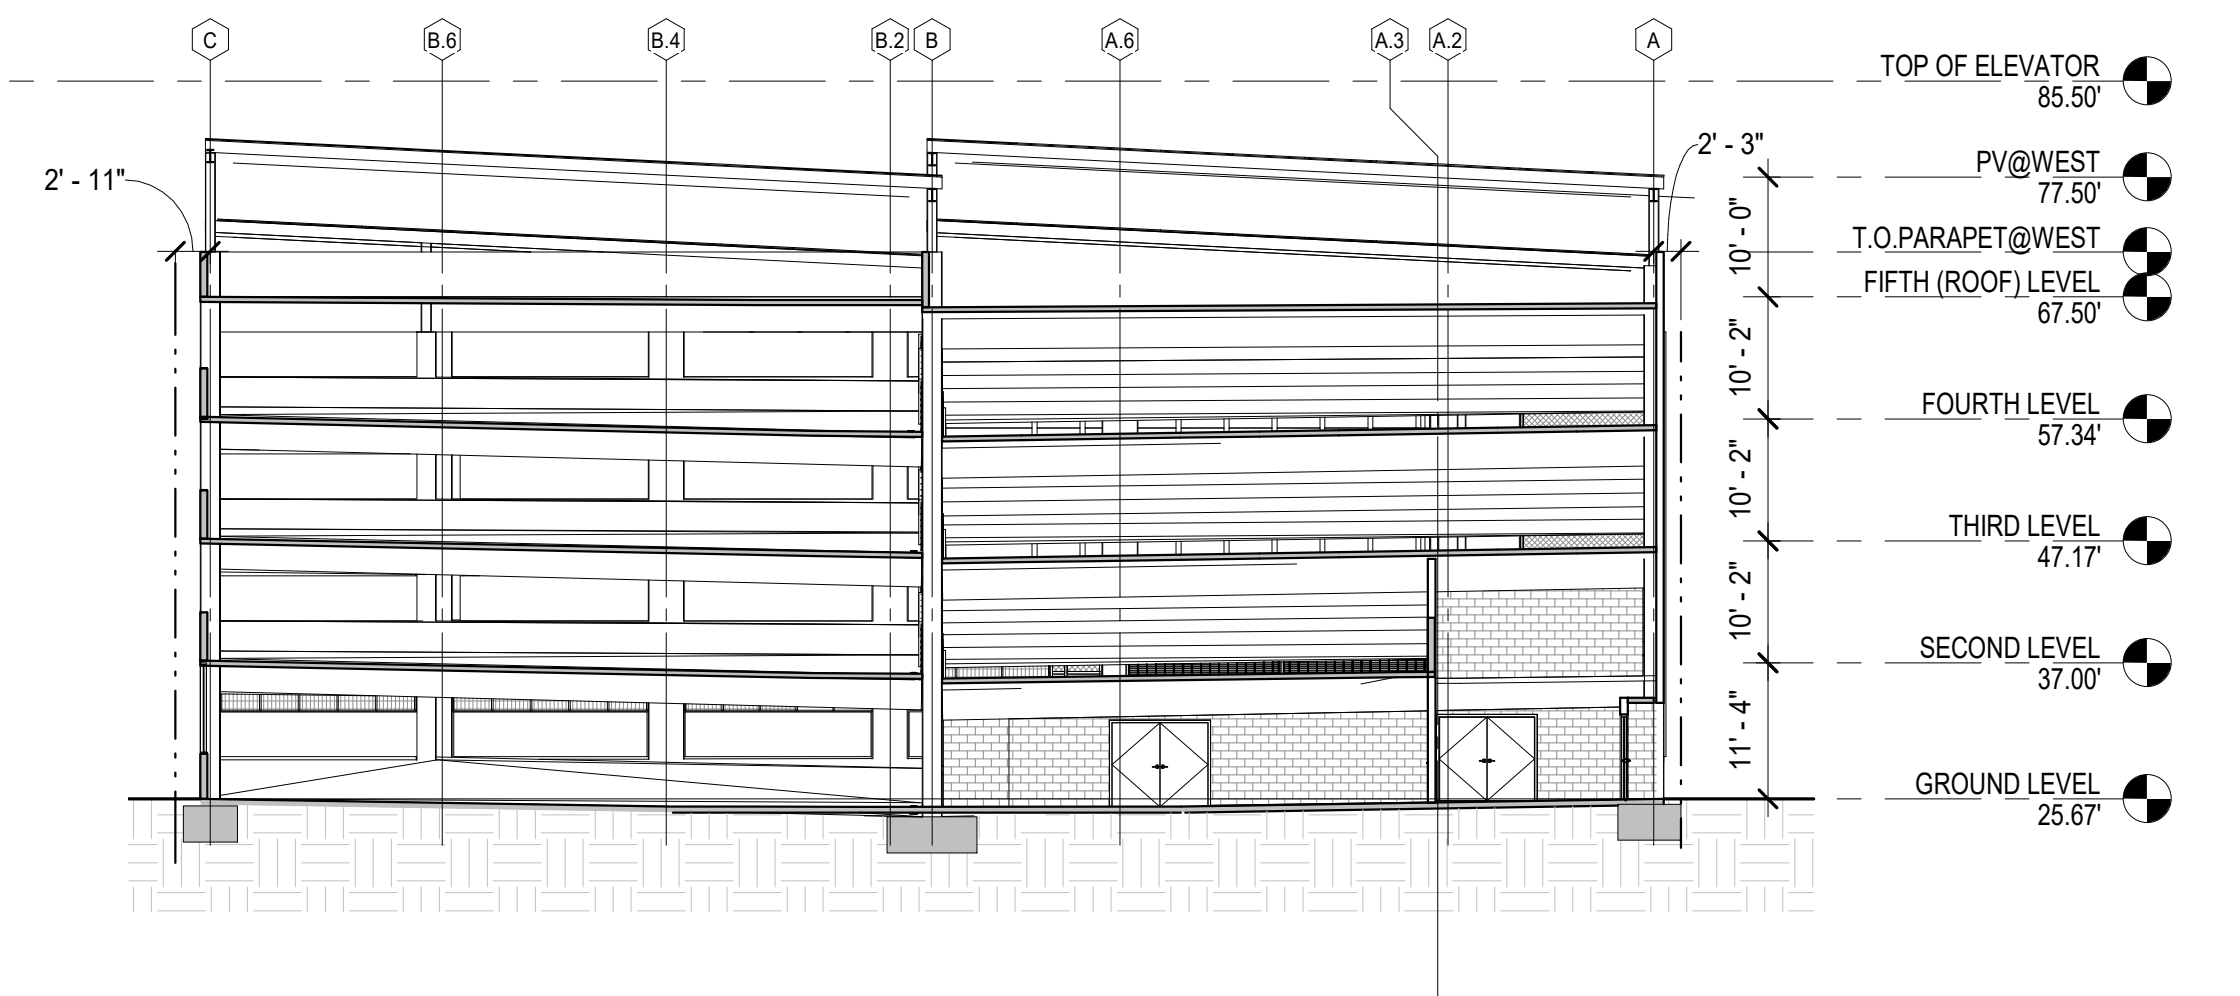 C
B.6
B.4
B.2
B
A.6
A.3
A.2
A
TOP OF ELEVATOR
85.50'
2' - 11"
2' - 3"
PV@WEST
77.50'
10' - 0"
T.O.PARAPET@WEST
FIFTH (ROOF) LEVEL
67.50'
10' - 2"
FOURTH LEVEL
57.34'
10' - 2"
THIRD LEVEL
47.17'
10' - 2"
SECOND LEVEL
37.00'
11' - 4"
GROUND LEVEL
25.67'